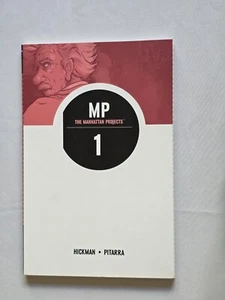 MP
THE MANHATTAN PROJECTS
1
HICKMAN • PITARRA